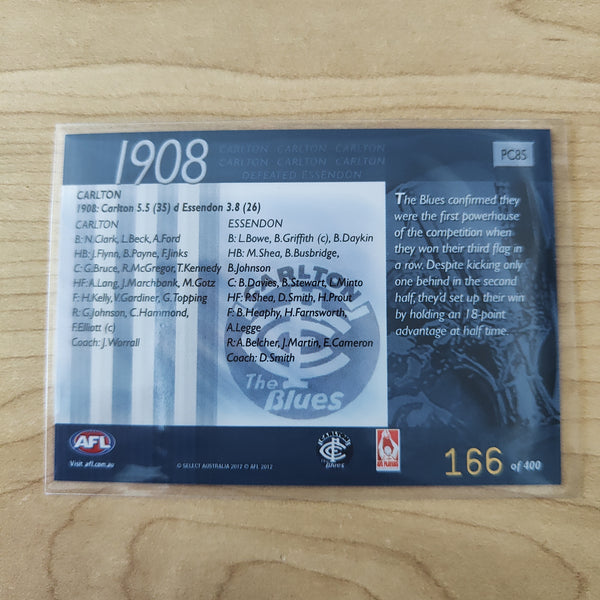 1908
CARLTON CARLTON CARLTON
CARLTON CARLTON CARLTON
DEFEATED ESSENDON
PC85
CARLTON
1908: Carlton 5.5 (35) d Essendon 3.8 (26)
CARLTON
B: N.Clark, L.Beck, A.Ford
HB: J.Flynn, B.Payne, F.Jinks
C: G.Bruce, R.McGregor, T.Kennedy
HF: A.Lang, J.Marchbank, M.Gotz
F: H.Kelly, V.Gardiner, G.Topping
R: G.Johnson, C.Hammond,
F.Elliott (c)
Coach: J.Worrall
ESSENDON
B: L.Bowe, B.Griffith (c), B.Daykin
HB: M.Shea, B.Busbridge,
B.Johnson
C: B.Davies, B.Stewart, C.Minto
HF: P.Shea, D.Smith, H.Prout
F: B.Heaphy, H.Farnsworth,
A.Legge
R: A.Belcher, J.Martin, E.Cameron
Coach: D.Smith
CARLTON
CFC
The
Blues
The Blues confirmed they
were the first powerhouse
of the competition when
they won their third flag in
a row. Despite kicking only
one behind in the second
half, they'd set up their win
by holding an 18-point
advantage at half time.
AFL
Visit afl.com.au
© SELECT AUSTRALIA 2012 © AFL 2012
CFC
Blues
AFL PLAYERS
166 of 400